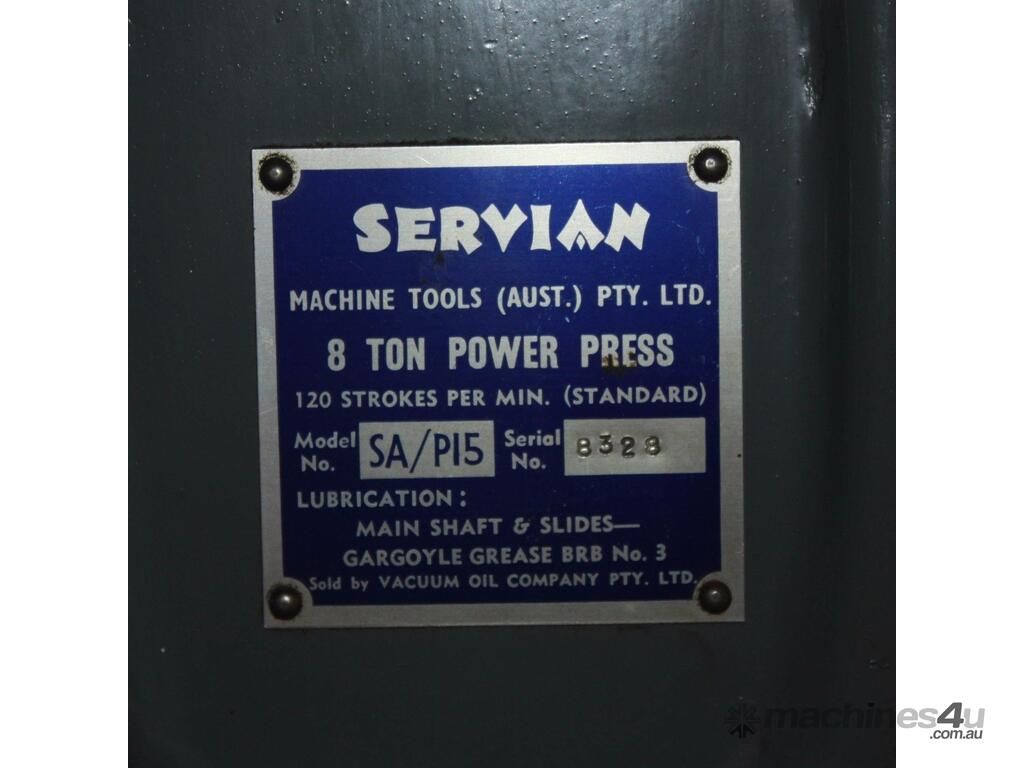 SERVIAN
MACHINE TOOLS (AUST.) PTY. LTD.
8 TON POWER PRESS
120 STROKES PER MIN. (STANDARD)
Model No. SA/P15 Serial No. 8328
LUBRICATION:
MAIN SHAFT & SLIDES—
GARGOYLE GREASE BRB No. 3
Sold by VACUUM OIL COMPANY PTY. LTD.
machines4u
.com.au